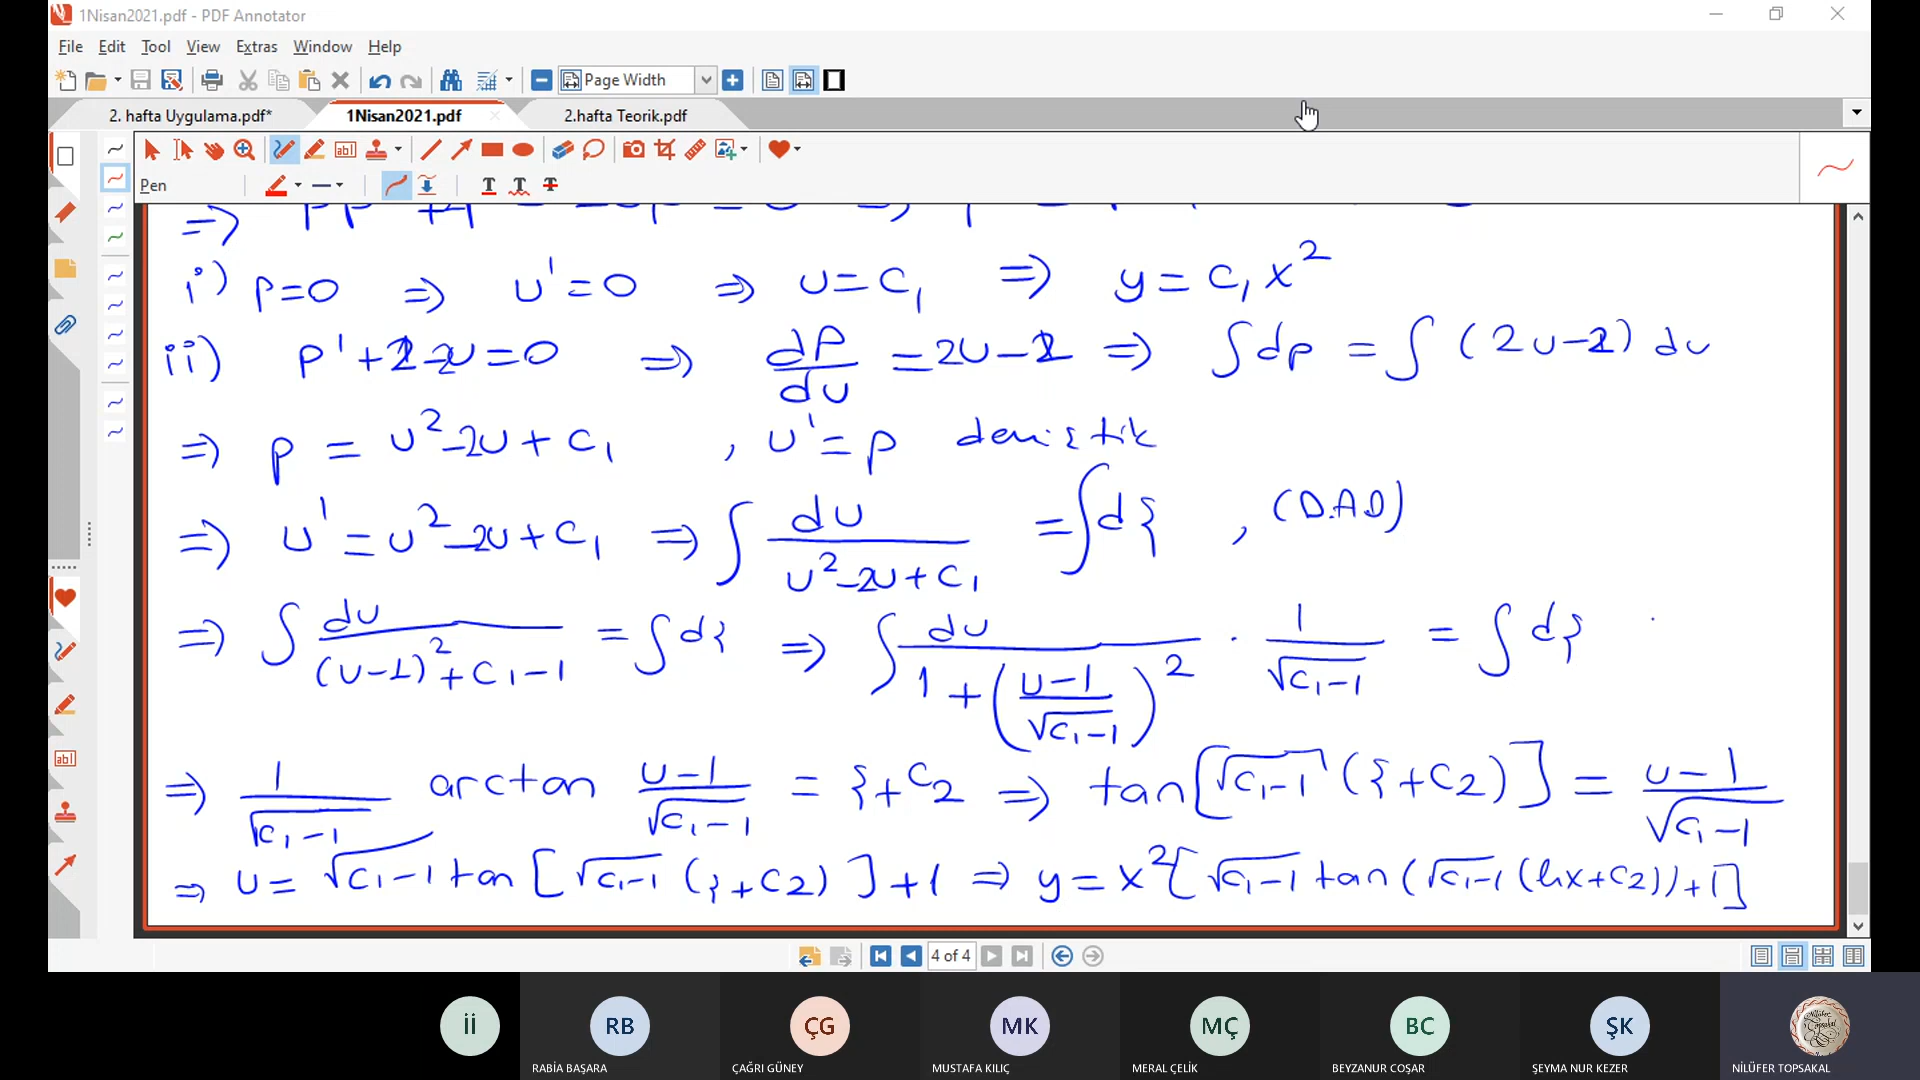 1Nisan2021.pdf - PDF Annotator
File Edit Tool View Extras Window Help
Page Width
2. hafta Uygulama.pdf* 1Nisan2021.pdf 2.hafta Teorik.pdf
Pen
i) p=0 ⇒ u'=0 ⇒ u=c₁ ⇒ y=c₁x²
ii) p'+2-2u=0 ⇒ dp/du =2u-2 ⇒ ∫dp = ∫(2u-2) du
⇒ p = u²-2u+c₁ , u'=p demiştik
⇒ u'=u²-2u+c₁ ⇒ ∫ du/(u²-2u+c₁) =∫d{ , (D.A.D)
⇒ ∫ du/((u-1)²+c₁-1) = ∫d{ ⇒ ∫ du/(1+((u-1)/√(c₁-1))²) · 1/√(c₁-1) = ∫d{
⇒ 1/√(c₁-1) arctan (u-1)/√(c₁-1) = {+c₂ ⇒ tan[√(c₁-1) ({+c₂)] = (u-1)/√(c₁-1)
⇒ u= √(c₁-1) tan [√(c₁-1) ({+c₂)]+1 ⇒ y=x²[√(c₁-1) tan(√(c₁-1)(lnx+c₂))+1]
4 of 4
İİ RB ÇG MK MÇ BC ŞK
RABİA BAŞARA ÇAĞRI GÜNEY MUSTAFA KILIÇ MERAL ÇELİK BEYZANUR COŞAR ŞEYMA NUR KEZER NİLÜFER TOPSAKAL